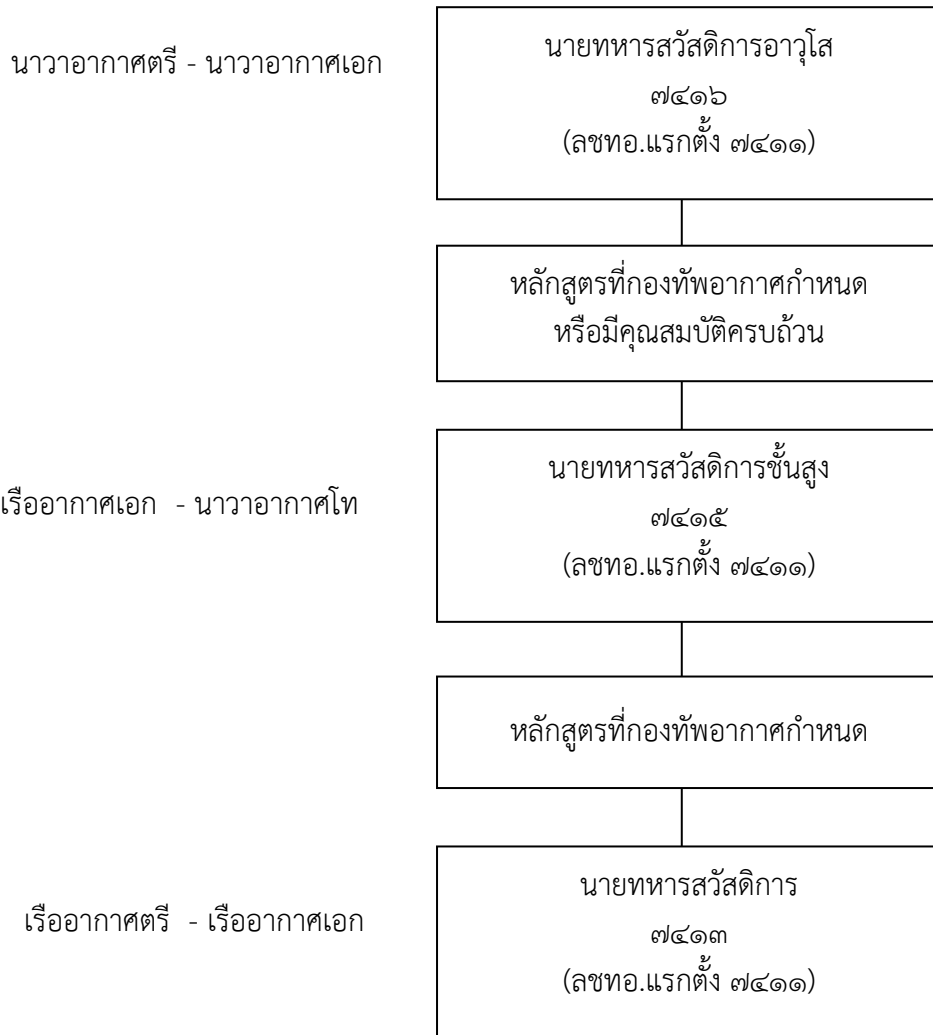 นาวาอากาศตรี - นาวาอากาศเอก
นายทหารสวัสดิการอาวุโส
๗๔๑๖
(ลชทอ.แรกตั้ง ๗๔๑๑)
หลักสูตรที่กองทัพอากาศกำหนด
หรือมีคุณสมบัติครบถ้วน
เรืออากาศเอก - นาวาอากาศโท
นายทหารสวัสดิการชั้นสูง
๗๔๑๕
(ลชทอ.แรกตั้ง ๗๔๑๑)
หลักสูตรที่กองทัพอากาศกำหนด
เรืออากาศตรี - เรืออากาศเอก
นายทหารสวัสดิการ
๗๔๑๓
(ลชทอ.แรกตั้ง ๗๔๑๑)